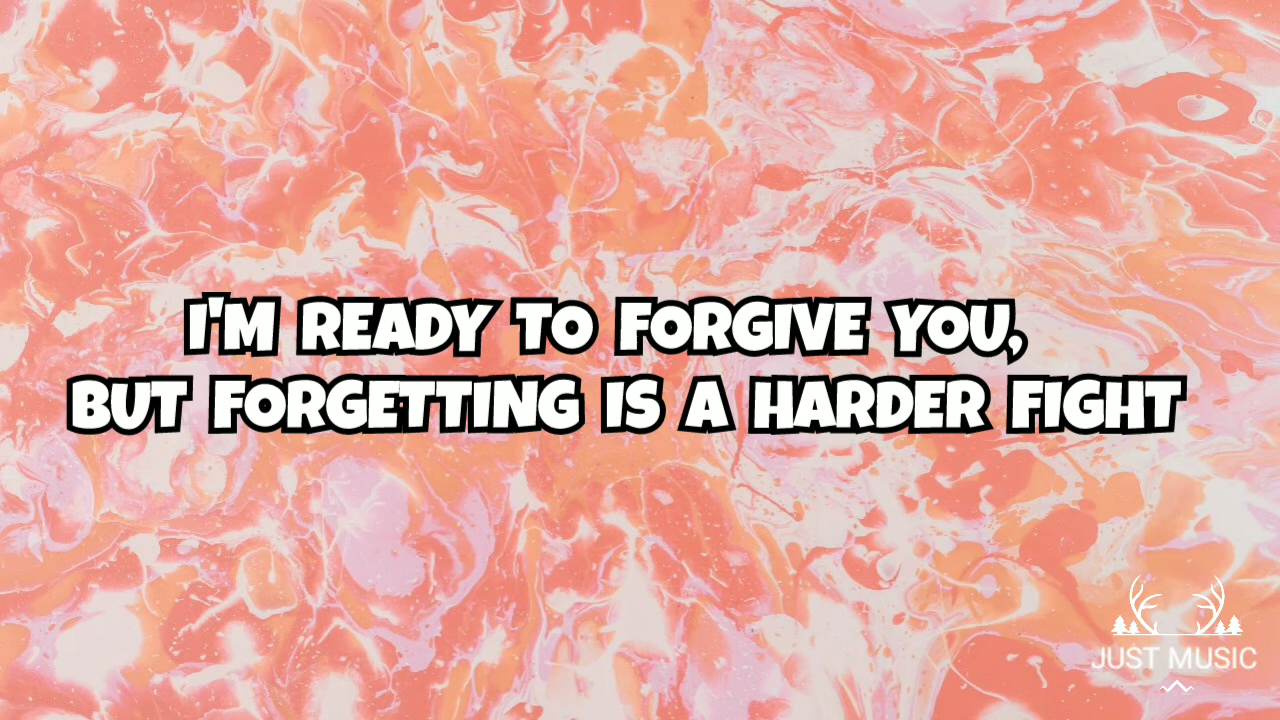 I'M READY TO FORGIVE YOU,
BUT FORGETTING IS A HARDER FIGHT
JUST MUSIC